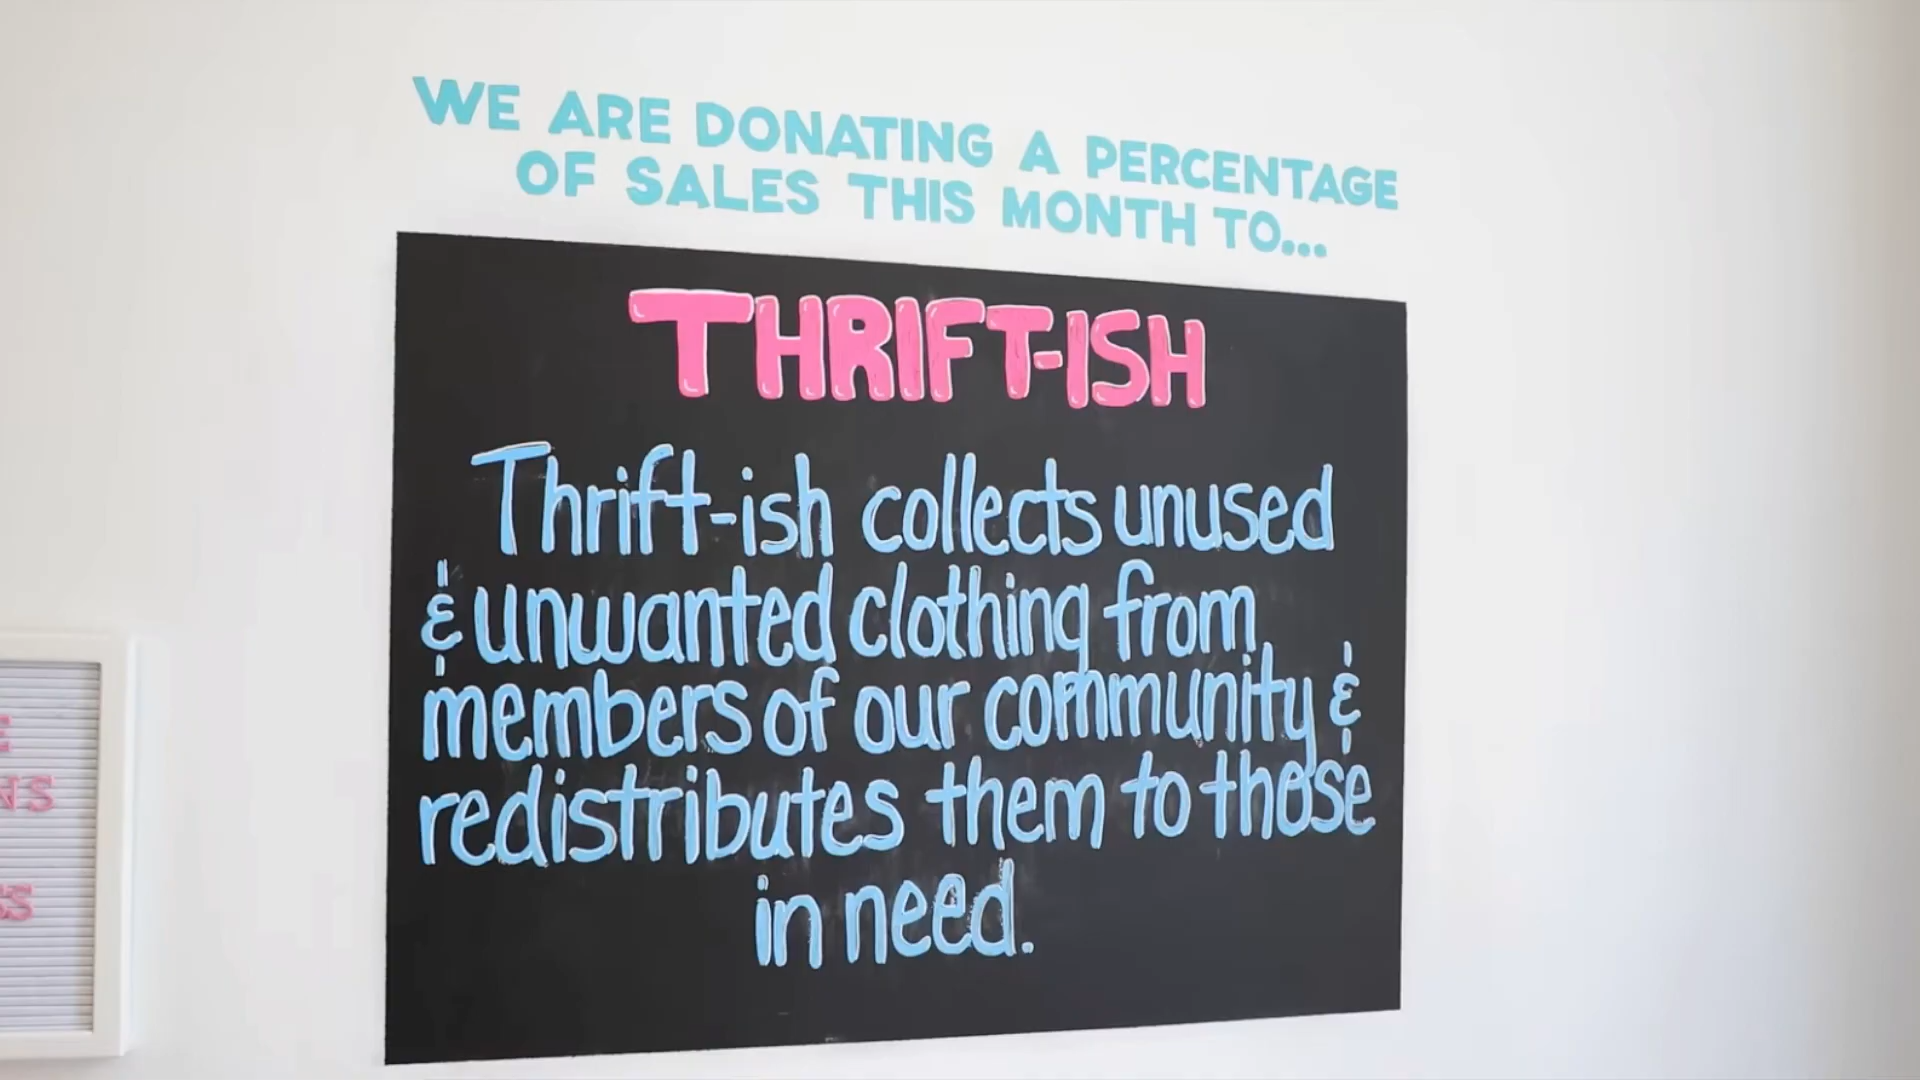 WE ARE DONATING A PERCENTAGE
OF SALES THIS MONTH TO...
THRIFT-ISH
Thrift-ish collects unused
& unwanted clothing from
members of our community &
redistributes them to those
in need.